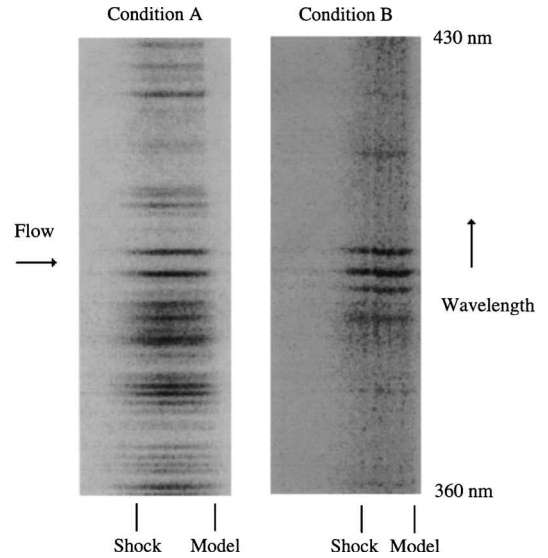 Condition A
Condition B
430 nm
Flow
Wavelength
360 nm
Shock
Model
Shock
Model